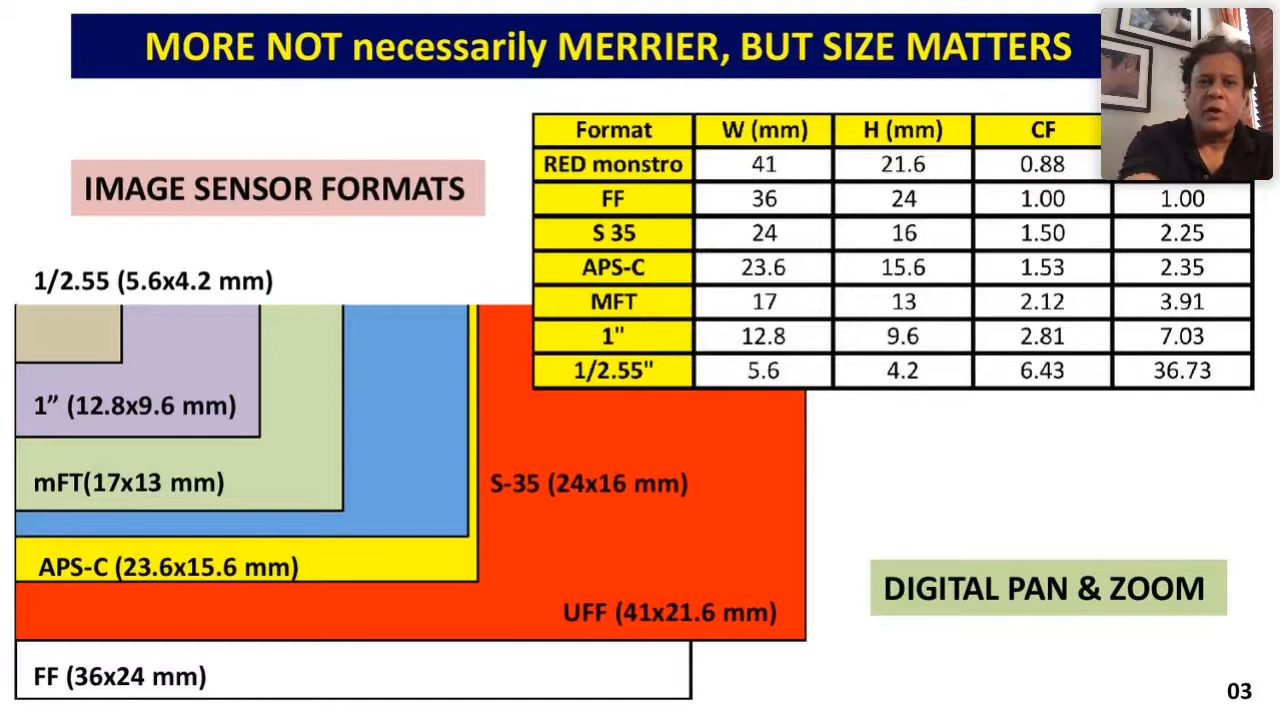 MORE NOT necessarily MERRIER, BUT SIZE MATTERS
IMAGE SENSOR FORMATS
Format W (mm) H (mm) CF
RED monstro 41 21.6 0.88
FF 36 24 1.00 1.00
S 35 24 16 1.50 2.25
APS-C 23.6 15.6 1.53 2.35
MFT 17 13 2.12 3.91
1" 12.8 9.6 2.81 7.03
1/2.55" 5.6 4.2 6.43 36.73
1/2.55 (5.6x4.2 mm)
1” (12.8x9.6 mm)
mFT(17x13 mm)
S-35 (24x16 mm)
APS-C (23.6x15.6 mm)
UFF (41x21.6 mm)
FF (36x24 mm)
DIGITAL PAN & ZOOM
03